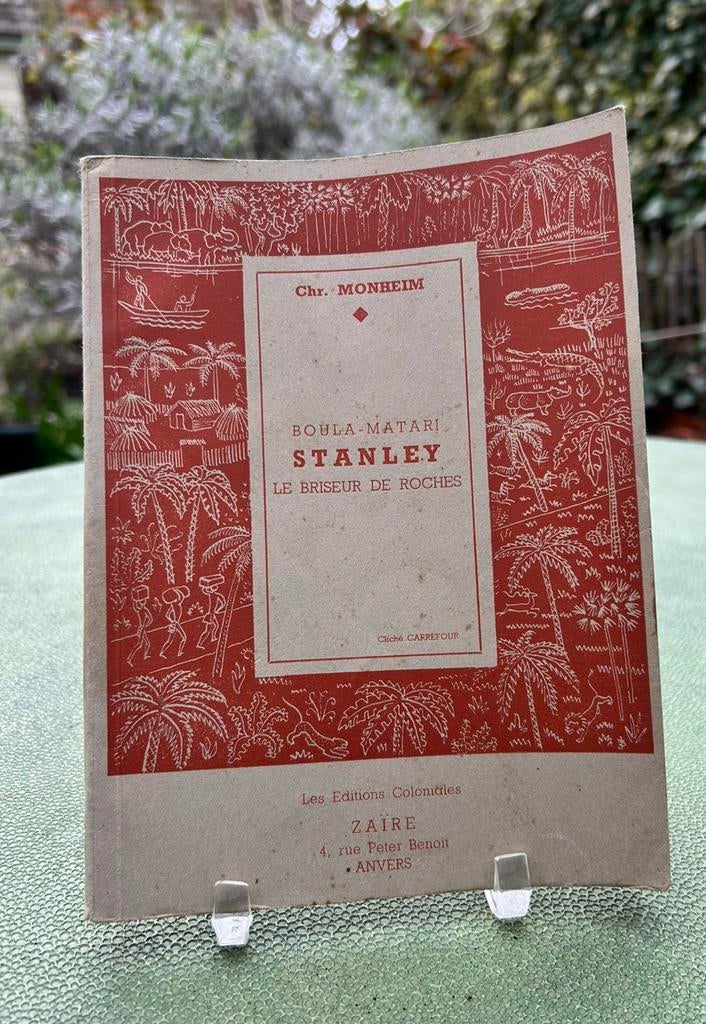 Chr. MONHEIM
BOULA-MATARI
STANLEY
LE BRISEUR DE ROCHES
Cliché CARREFOUR
Les Editions Coloniales
ZAÏRE
4, rue Peter Benoit
ANVERS